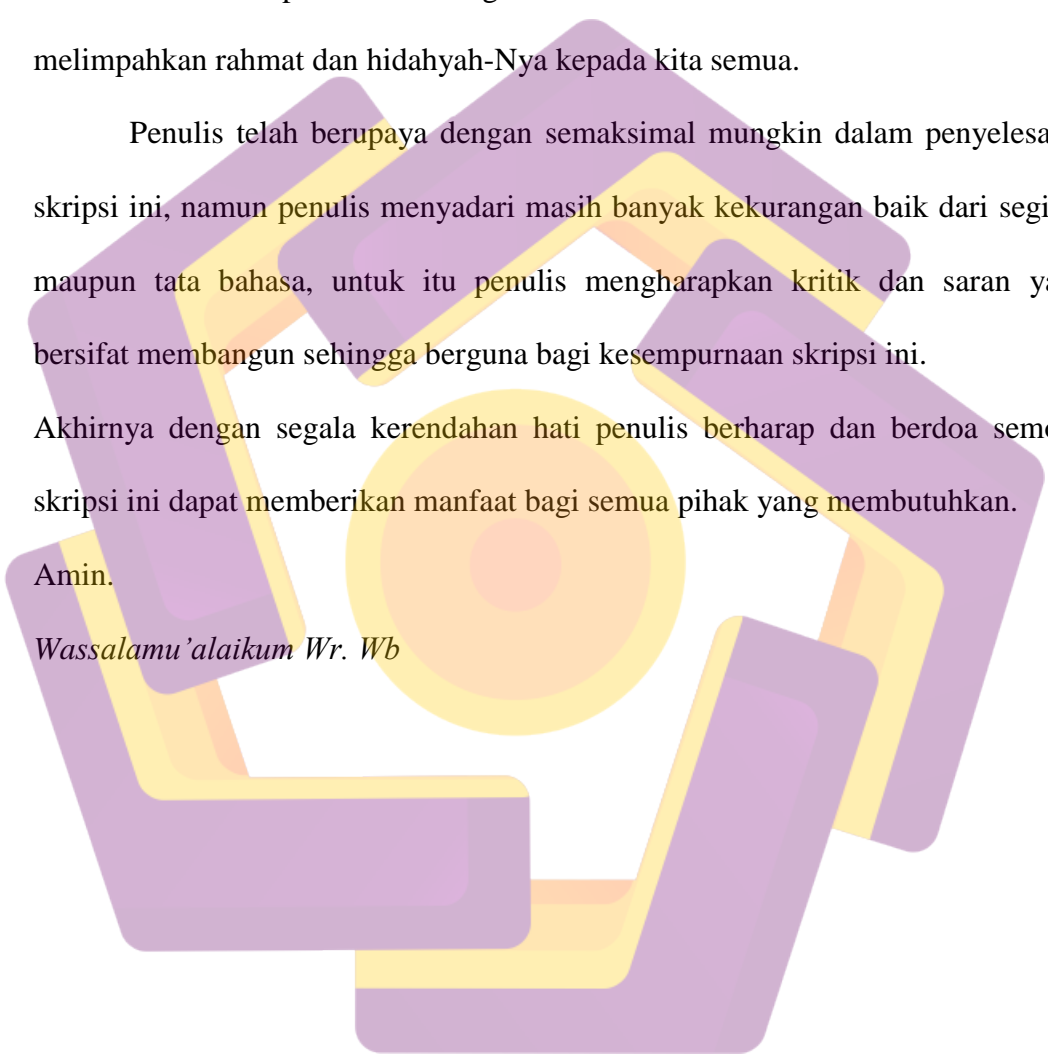 melimpahkan rahmat dan hidahyah-Nya kepada kita semua.
Penulis telah berupaya dengan semaksimal mungkin dalam
skripsi ini, namun penulis menyadari masih banyak kekurangan baik dari segi
maupun tata bahasa, untuk itu penulis mengharapkan kritik dan saran
bersifat membangun sehingga berguna bagi kesempurnaan skripsi ini.
Akhirnya dengan segala kerendahan hati penulis berharap dan berdoa
skripsi ini dapat memberikan manfaat bagi semua pihak yang membutuhkan.
Amin.
Wassalamu’alaikum Wr. Wb